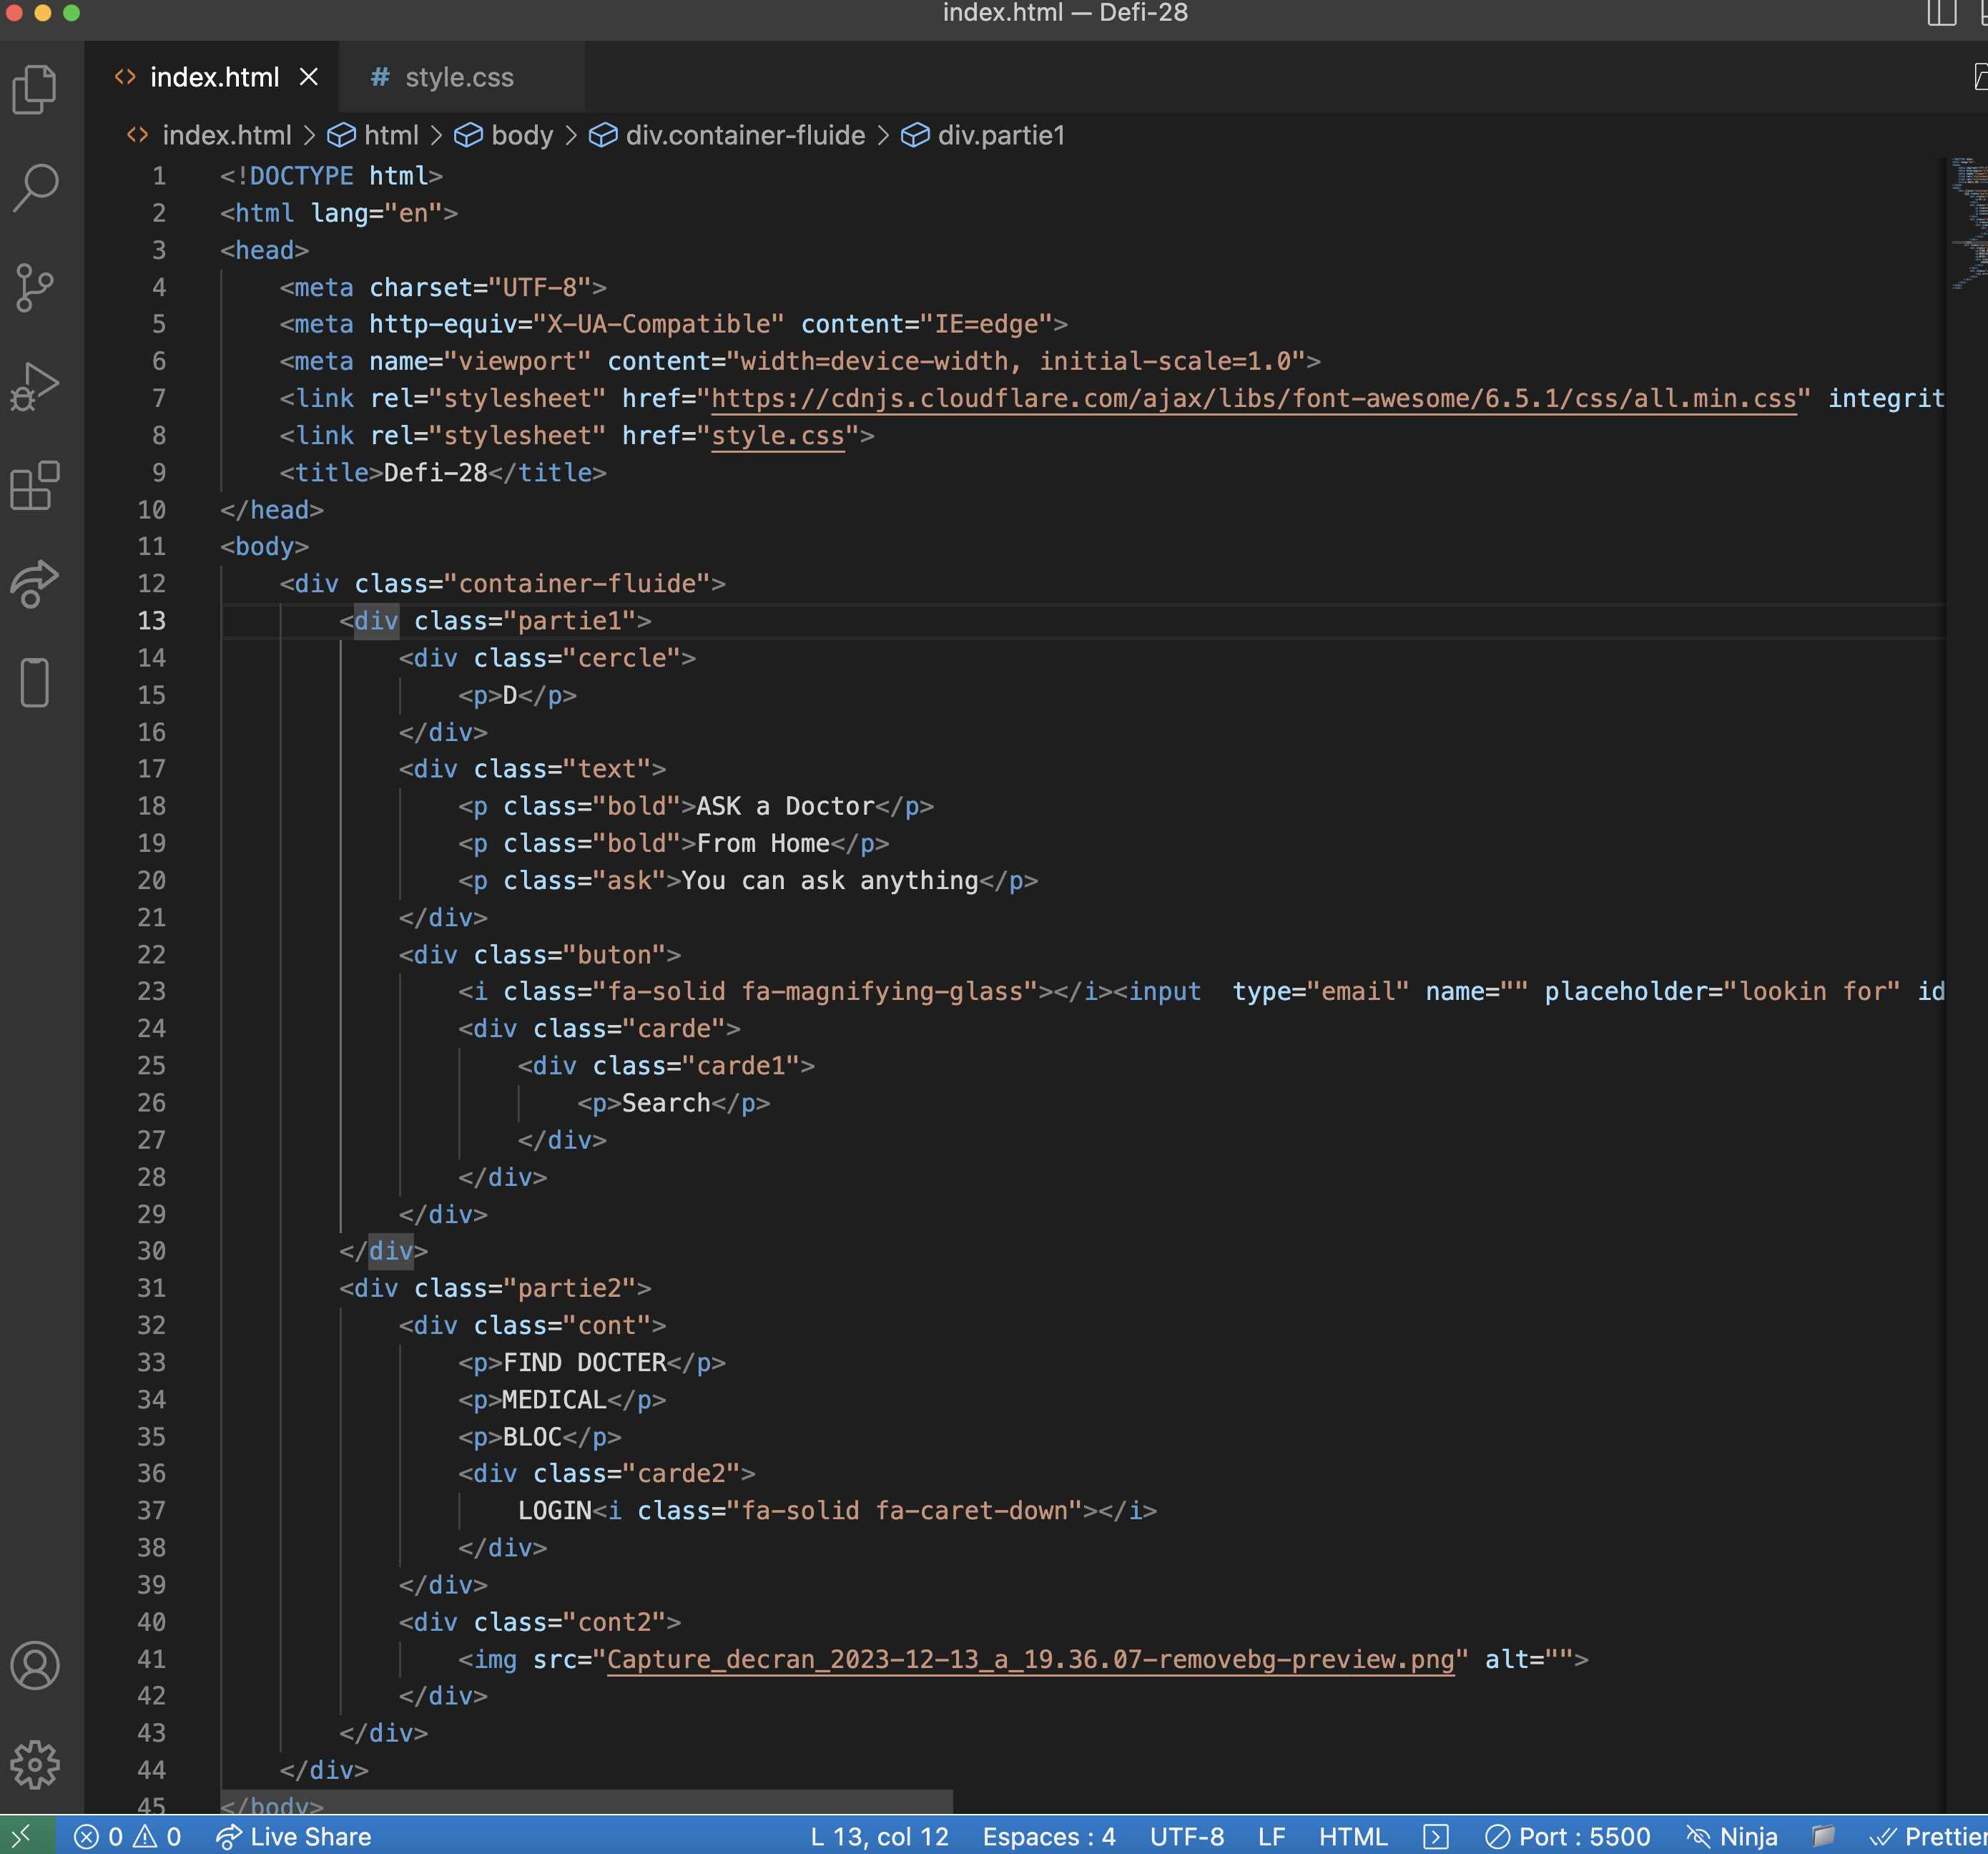 index.html — Defi-28
index.html
# style.css
index.html > html > body > div.container-fluide > div.partie1
1 <!DOCTYPE html>
2 <html lang="en">
3 <head>
4 <meta charset="UTF-8">
5 <meta http-equiv="X-UA-Compatible" content="IE=edge">
6 <meta name="viewport" content="width=device-width, initial-scale=1.0">
7 <link rel="stylesheet" href="https://cdnjs.cloudflare.com/ajax/libs/font-awesome/6.5.1/css/all.min.css" integrit
8 <link rel="stylesheet" href="style.css">
9 <title>Defi-28</title>
10 </head>
11 <body>
12 <div class="container-fluide">
13 <div class="partie1">
14 <div class="cercle">
15 <p>D</p>
16 </div>
17 <div class="text">
18 <p class="bold">ASK a Doctor</p>
19 <p class="bold">From Home</p>
20 <p class="ask">You can ask anything</p>
21 </div>
22 <div class="buton">
23 <i class="fa-solid fa-magnifying-glass"></i><input  type="email" name="" placeholder="lookin for" id
24 <div class="carde">
25 <div class="carde1">
26 <p>Search</p>
27 </div>
28 </div>
29 </div>
30 </div>
31 <div class="partie2">
32 <div class="cont">
33 <p>FIND DOCTER</p>
34 <p>MEDICAL</p>
35 <p>BLOC</p>
36 <div class="carde2">
37 LOGIN<i class="fa-solid fa-caret-down"></i>
38 </div>
39 </div>
40 <div class="cont2">
41 <img src="Capture_decran_2023-12-13_a_19.36.07-removebg-preview.png" alt="">
42 </div>
43 </div>
44 </div>
45 </body>
0 0 Live Share L 13, col 12 Espaces : 4 UTF-8 LF HTML Port : 5500 Ninja Prettier